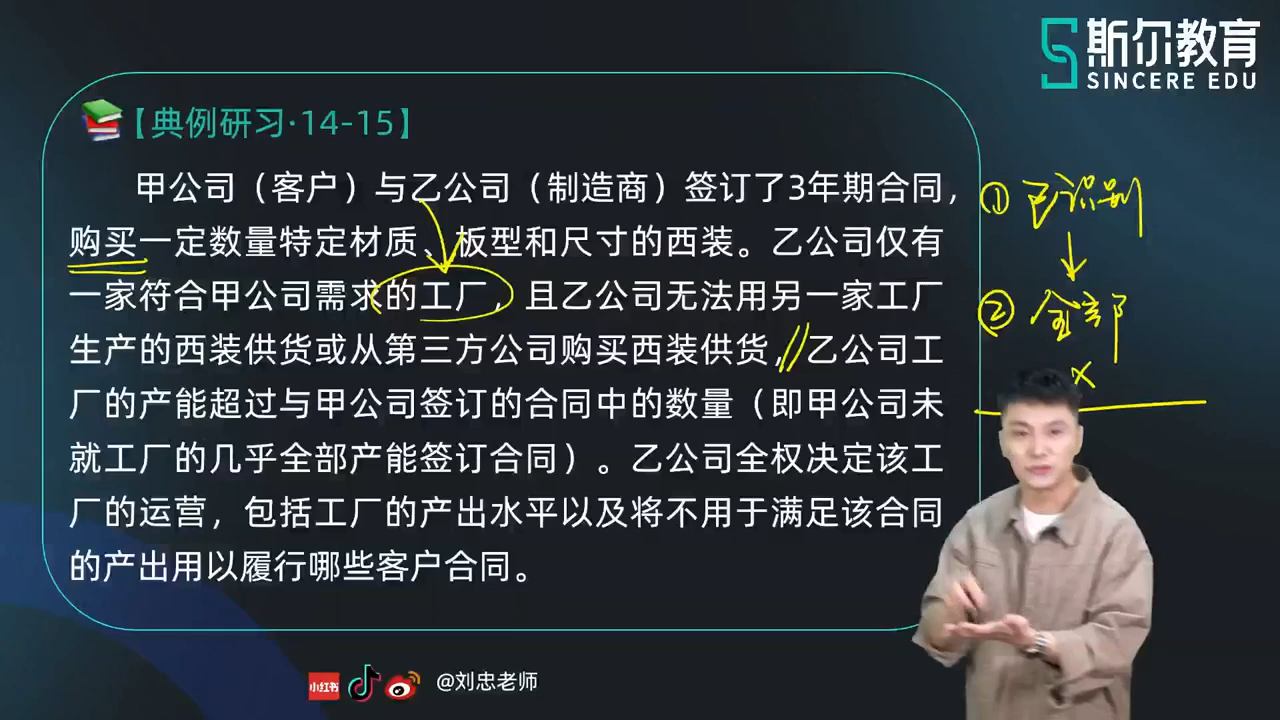 斯尔教育
SINCERE EDU
【典例研习·14-15】
甲公司（客户）与乙公司（制造商）签订了3年期合同，
购买一定数量特定材质、板型和尺寸的西装。乙公司仅有
一家符合甲公司需求的工厂，且乙公司无法用另一家工厂
生产的西装供货或从第三方公司购买西装供货，乙公司工
厂的产能超过与甲公司签订的合同中的数量（即甲公司未
就工厂的几乎全部产能签订合同）。乙公司全权决定该工
厂的运营，包括工厂的产出水平以及将不用于满足该合同
的产出用以履行哪些客户合同。
① 已识别
② 全部
×
小红书
@刘忠老师